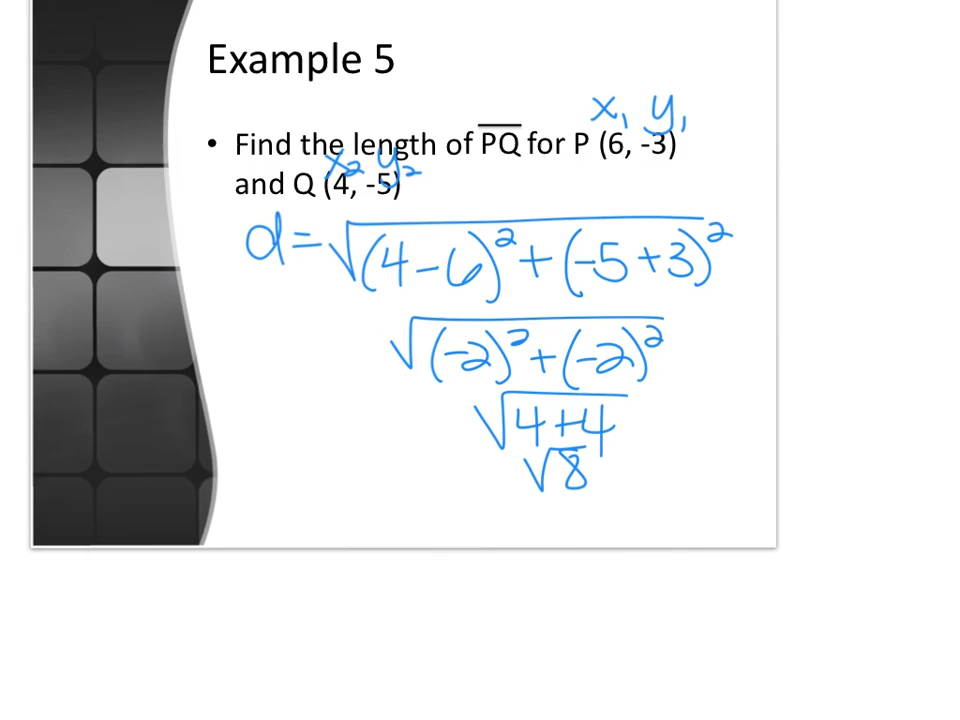 Example 5
x₁ y₁
• Find the length of P̅Q̅ for P (6, -3)
x₂ y₂
and Q (4, -5)
d=√(4-6)²+(-5+3)²
√(-2)²+(-2)²
√4+4
√8